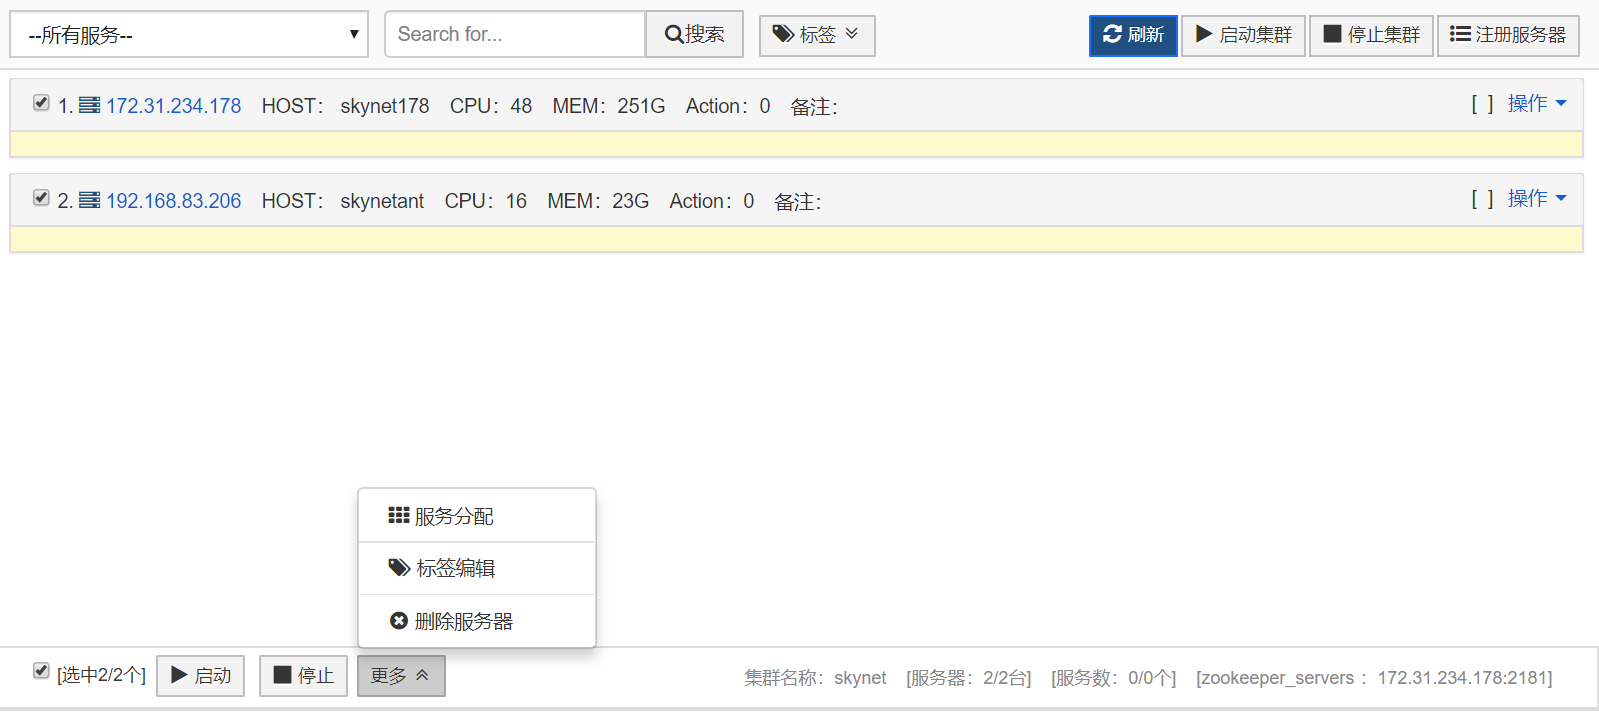 --所有服务-- Search for... 搜索 标签 刷新 启动集群 停止集群 注册服务器
1. 172.31.234.178 HOST： skynet178 CPU：48 MEM：251G Action：0 备注： [ ] 操作
2. 192.168.83.206 HOST： skynetant CPU：16 MEM：23G Action：0 备注： [ ] 操作
服务分配
标签编辑
删除服务器
[选中2/2个] 启动 停止 更多 集群名称：skynet [服务器：2/2台] [服务数：0/0个] [zookeeper_servers： 172.31.234.178:2181]